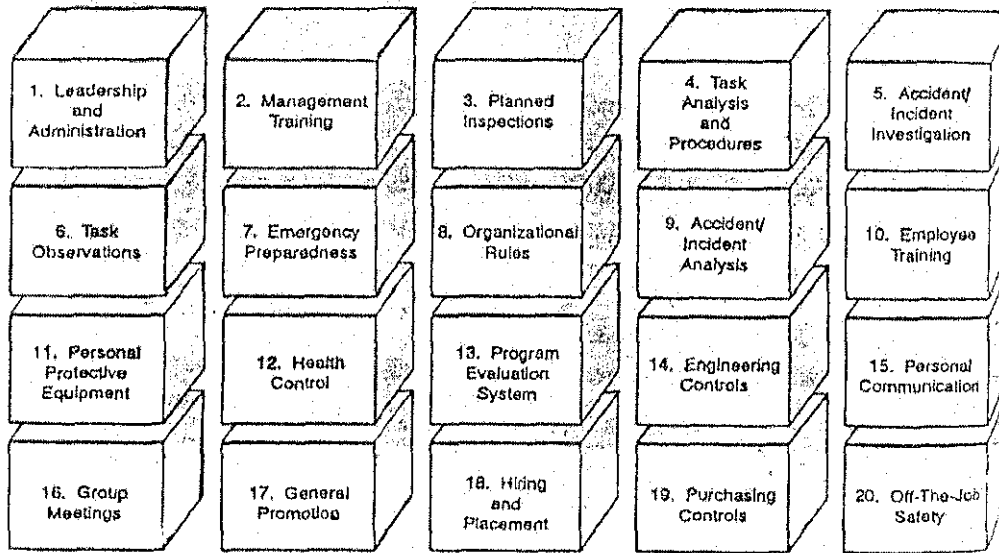 1. Leadership
and
Administration
2. Management
Training
3. Planned
Inspections
4. Task
Analysis
and
Procedures
5. Accident/
Incident
Investigation
6. Task
Observations
7. Emergency
Preparedness
8. Organizational
Rules
9. Accident/
Incident
Analysis
10. Employee
Training
11. Personal
Protective
Equipment
12. Health
Control
13. Program
Evaluation
System
14. Engineering
Controls
15. Personal
Communication
16. Group
Meetings
17. General
Promotion
18. Hiring
and
Placement
19. Purchasing
Controls
20. Off-The-Job
Safety